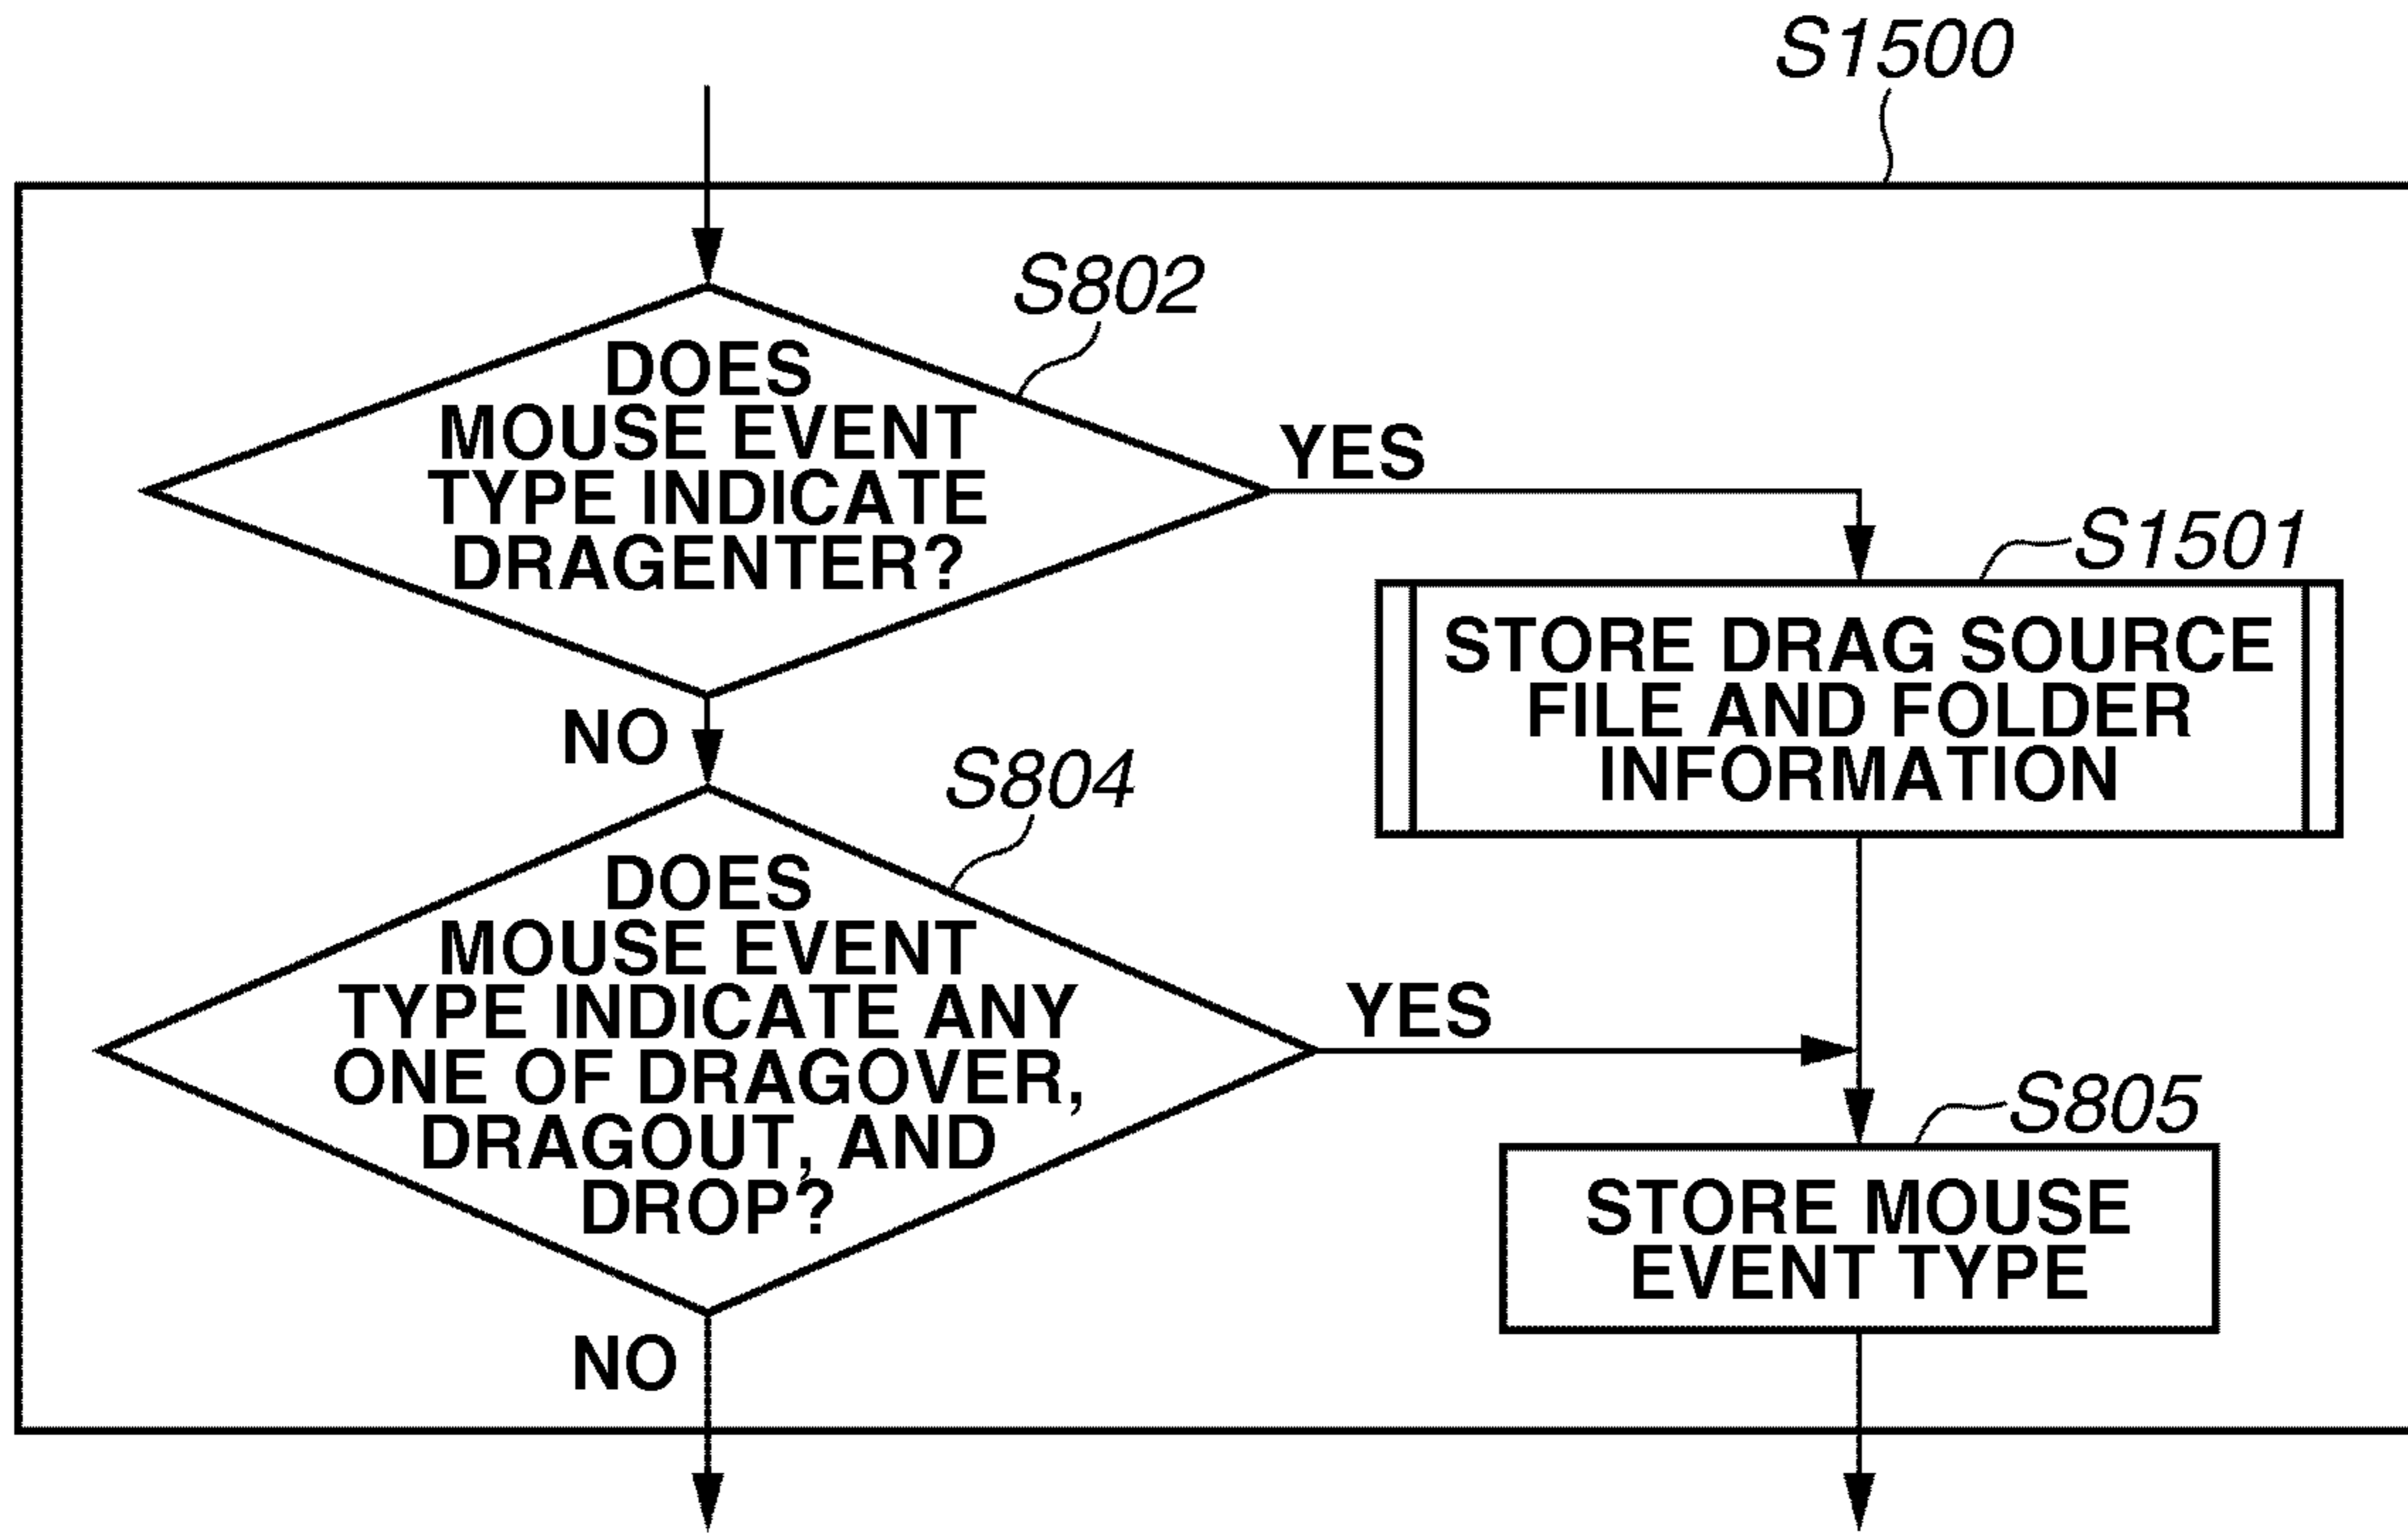 S1500
S802
DOES
MOUSE EVENT
TYPE INDICATE
DRAGENTER?
YES
S1501
STORE DRAG SOURCE
FILE AND FOLDER
INFORMATION
NO
S804
DOES
MOUSE EVENT
TYPE INDICATE ANY
ONE OF DRAGOVER,
DRAGOUT, AND
DROP?
YES
S805
STORE MOUSE
EVENT TYPE
NO